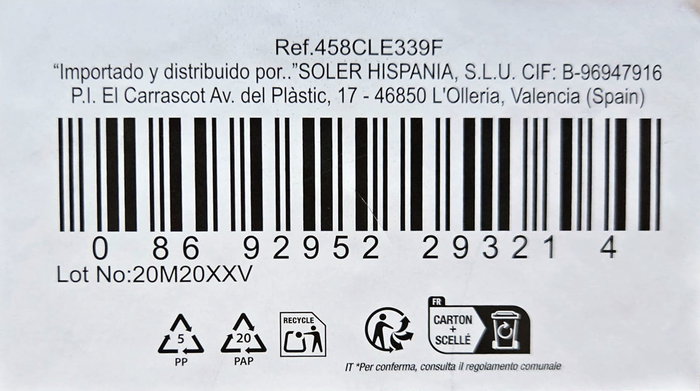 Ref.458CLE339F
“Importado y distribuido por..”SOLER HISPANIA, S.L.U. CIF: B-96947916
P.I. El Carrascot Av. del Plàstic, 17 - 46850 L'Olleria, Valencia (Spain)
0 86 92952 29321 4
Lot No:20M20XXV
5
PP
20
PAP
RECYCLE
FR
CARTON
+
SCELLÉ
IT *Per conferma, consulta il regolamento comunale